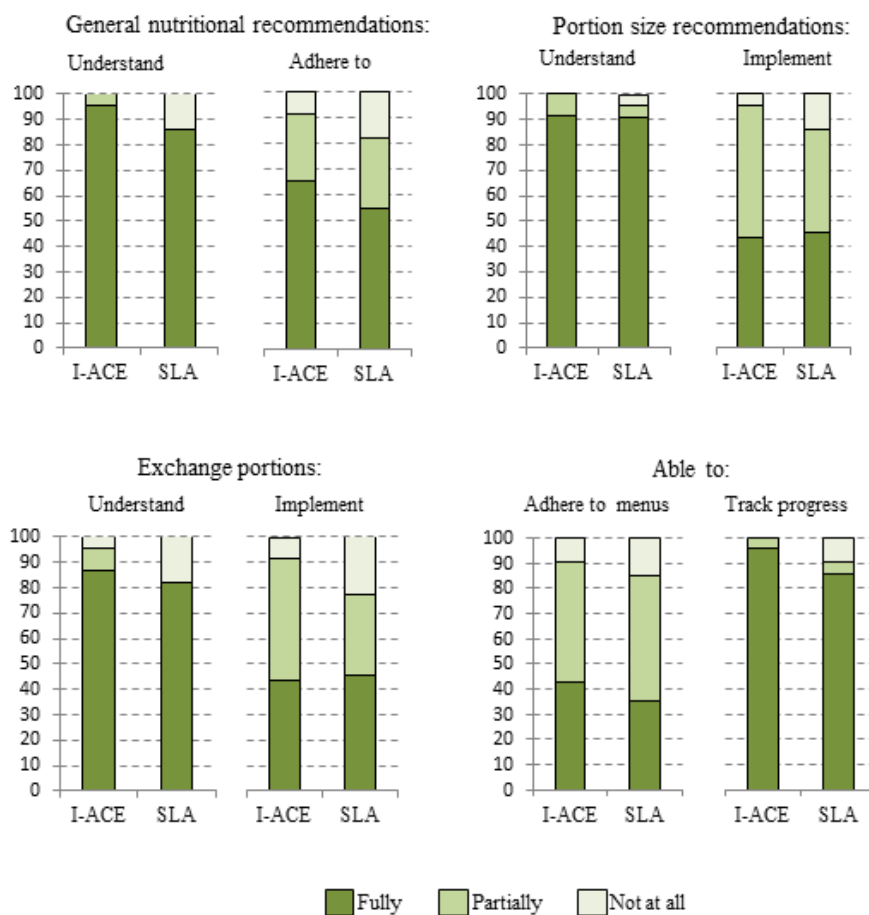 General nutritional recommendations:
Portion size recommendations:
Understand
Adhere to
Understand
Implement
100
90
80
70
60
50
40
30
20
10
0
100
90
80
70
60
50
40
30
20
10
0
I-ACE SLA
I-ACE SLA
I-ACE SLA
I-ACE SLA
Exchange portions:
Able to:
Understand
Implement
Adhere to menus
Track progress
100
90
80
70
60
50
40
30
20
10
0
100
90
80
70
60
50
40
30
20
10
0
I-ACE SLA
I-ACE SLA
I-ACE SLA
I-ACE SLA
Fully Partially Not at all